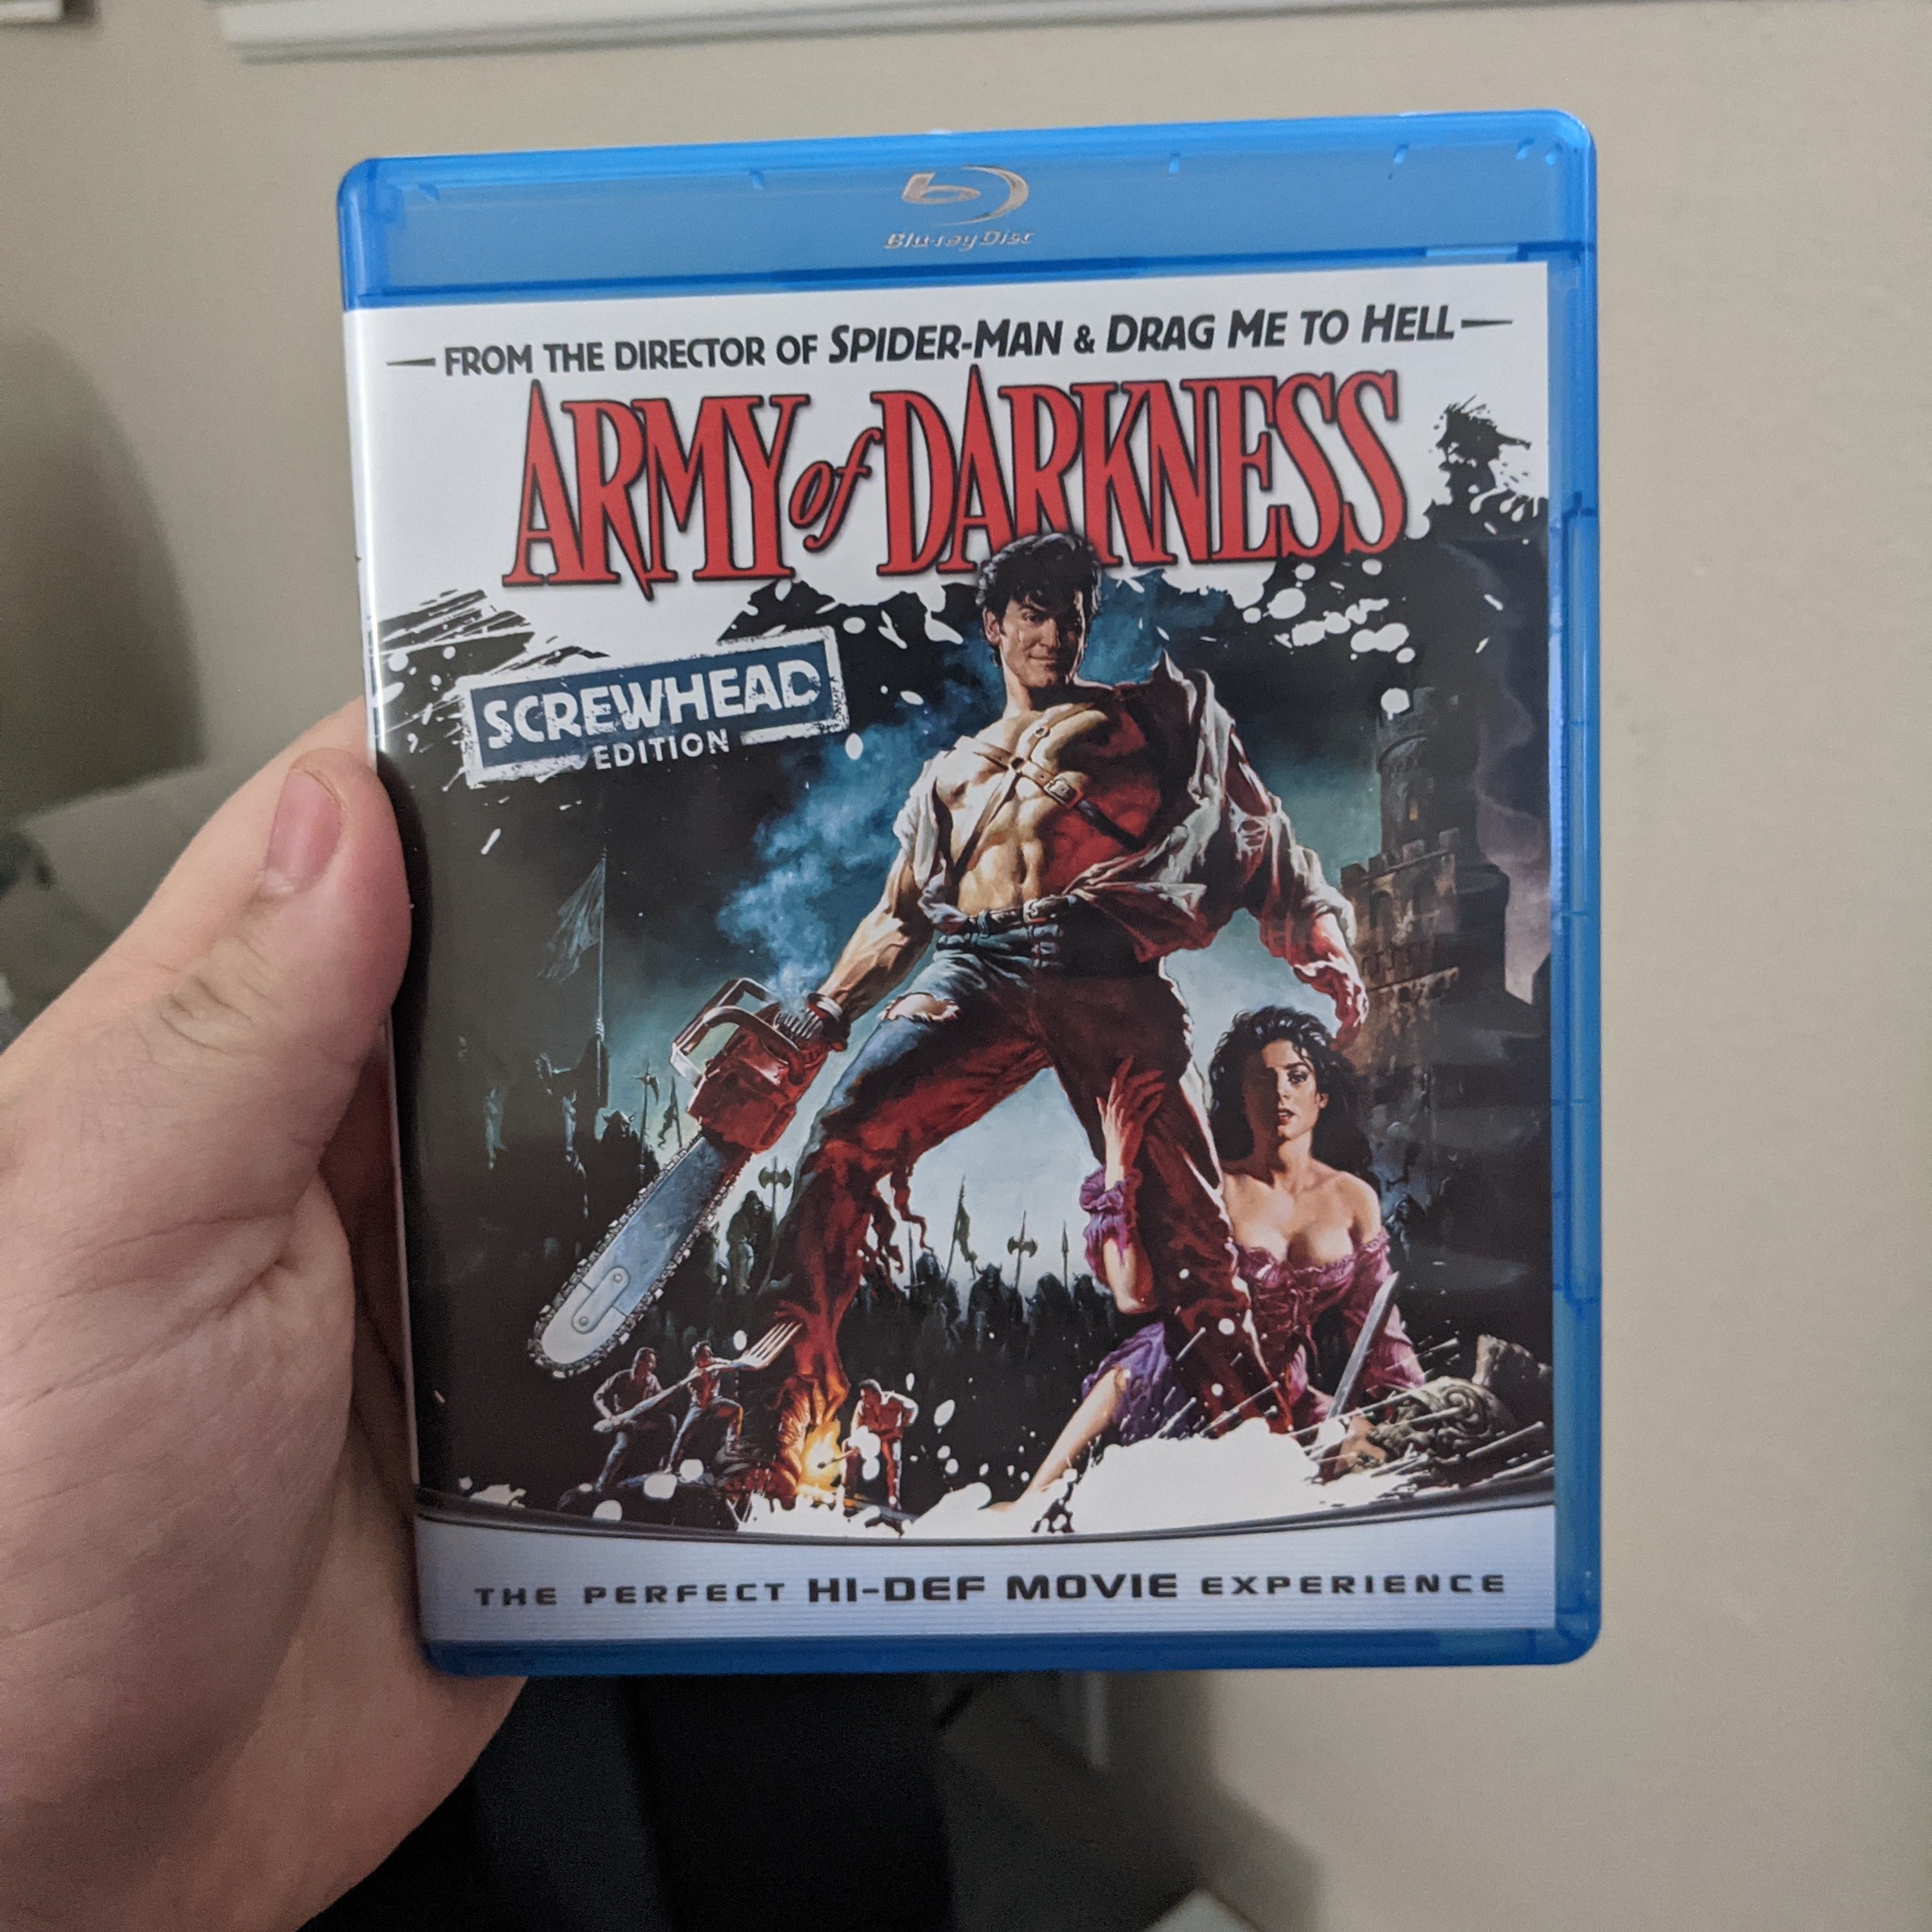 Blu-ray Disc
FROM THE DIRECTOR OF SPIDER-MAN & DRAG ME TO HELL
ARMY of DARKNESS
SCREWHEAD
EDITION
THE PERFECT HI-DEF MOVIE EXPERIENCE